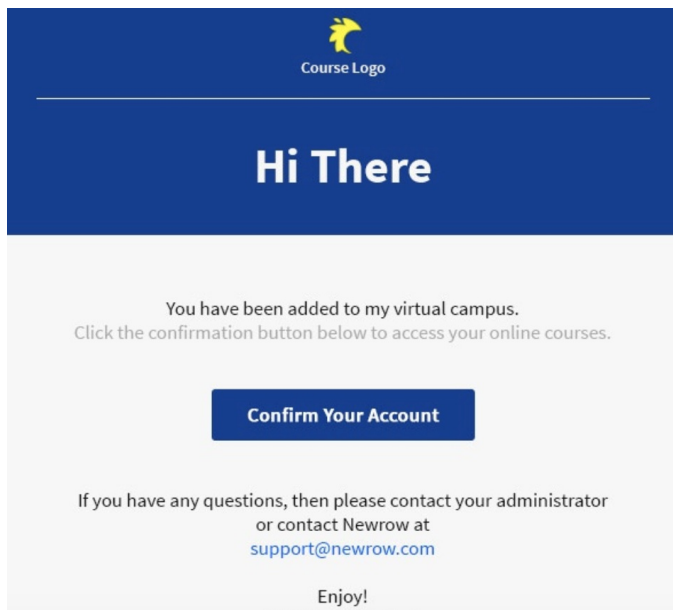 Course Logo
Hi There
You have been added to my virtual campus.
Click the confirmation button below to access your online courses.
Confirm Your Account
If you have any questions, then please contact your administrator
or contact Newrow at
support@newrow.com
Enjoy!